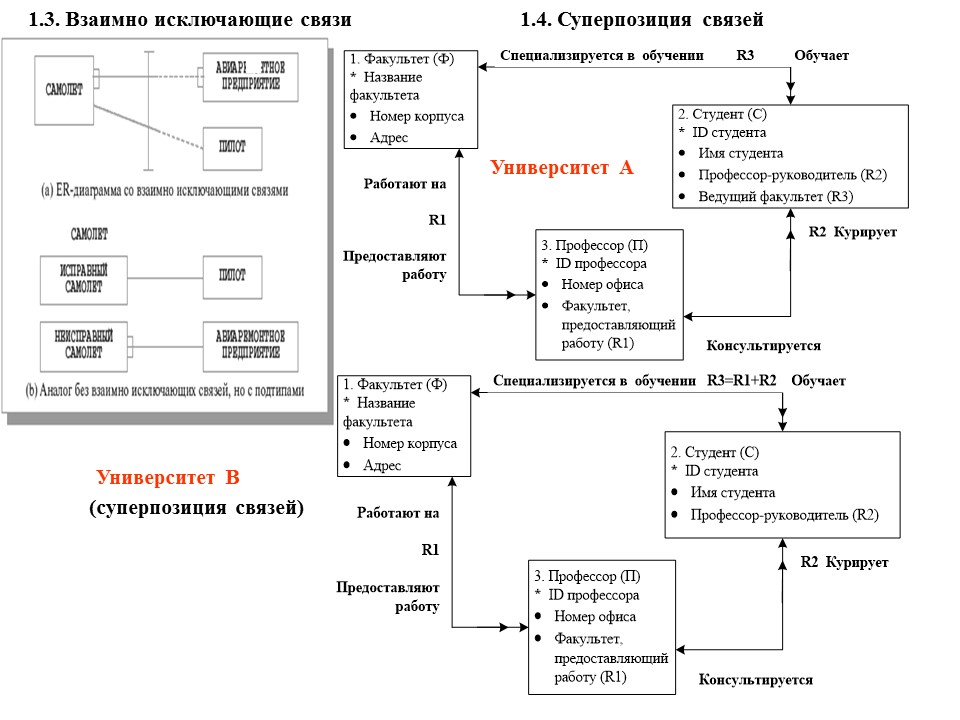 1.3. Взаимно исключающие связи
САМОЛЕТ
ПРЕДПРИЯТИЕ
ПИЛОТ
(a) ER-диаграмма со взаимно исключающими связями
САМОЛЕТ
ИСПРАВНЫЙ
САМОЛЕТ
ПИЛОТ
НЕИСПРАВНЫЙ
САМОЛЕТ
АВИАРЕМОНТНОЕ
ПРЕДПРИЯТИЕ
(b) Аналог без взаимно исключающих связей, но с подтипами
1.4. Суперпозиция связей
1. Факультет (Ф)
* Название
факультета
● Номер корпуса
● Адрес
Специализируется в обучении R3 Обучает
2. Студент (С)
* ID студента
● Имя студента
● Профессор-руководитель (R2)
● Ведущий факультет (R3)
Университет А
Работают на
R1
Предоставляют
работу
R2 Курирует
3. Профессор (П)
* ID профессора
● Номер офиса
● Факультет,
предоставляющий
работу (R1)
Консультируется
Университет В
(суперпозиция связей)
1. Факультет (Ф)
* Название
факультета
● Номер корпуса
● Адрес
Специализируется в обучении R3=R1+R2 Обучает
2. Студент (С)
* ID студента
● Имя студента
● Профессор-руководитель (R2)
Работают на
R1
Предоставляют
работу
R2 Курирует
3. Профессор (П)
* ID профессора
● Номер офиса
● Факультет,
предоставляющий
работу (R1)
Консультируется